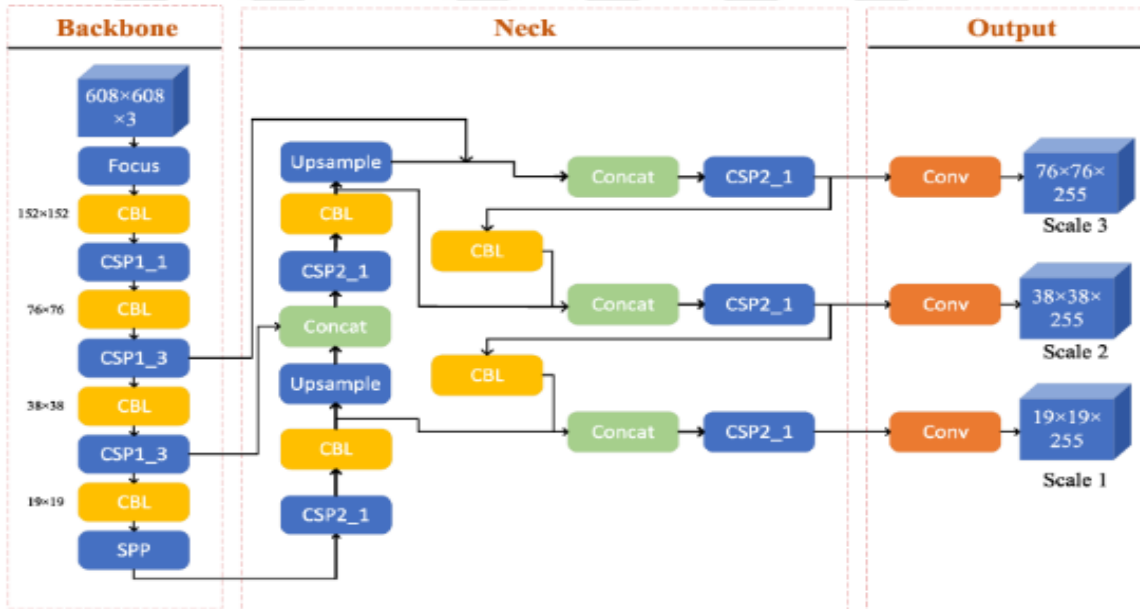 Backbone
608×608
×3
Focus
152×152
CBL
CSP1_1
76×76
CBL
CSP1_3
38×38
CBL
CSP1_3
19×19
CBL
SPP
Neck
Upsample
CBL
CSP2_1
Concat
Upsample
CBL
CSP2_1
Concat
CSP2_1
CBL
Concat
CSP2_1
CBL
Concat
CSP2_1
Output
Conv
76×76×
255
Scale 3
Conv
38×38×
255
Scale 2
Conv
19×19×
255
Scale 1